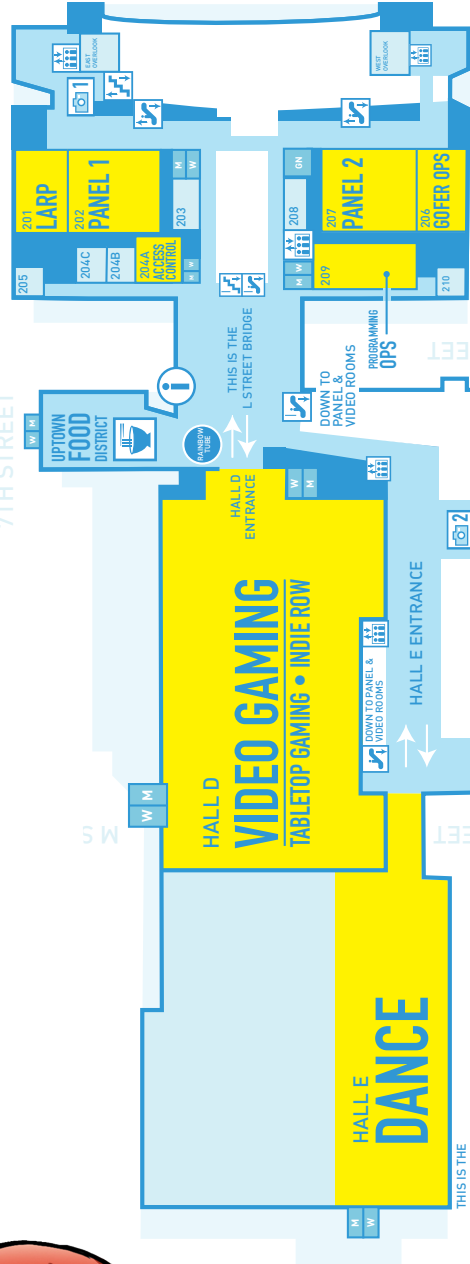 EAST
OVERLOOK
WEST
OVERLOOK
1
201
LARP
202
PANEL 1
M
W
203
205
204C
204B
204A
ACCESS
CONTROL
M
W
GN
208
207
PANEL 2
206
GOFER OPS
W
M
209
210
PROGRAMMING
OPS
THIS IS THE
L STREET BRIDGE
DOWN TO
PANEL &
VIDEO ROOMS
EET
7TH STREET
W
M
UPTOWN
FOOD
DISTRICT
i
RAINBOW
TUBE
HALL D
ENTRANCE
W
M
2
HALL D
VIDEO GAMING
TABLETOP GAMING • INDIE ROW
DOWN TO PANEL &
VIDEO ROOMS
HALL E ENTRANCE
W
M
M S
EET
HALL E
DANCE
M
W
THIS IS THE